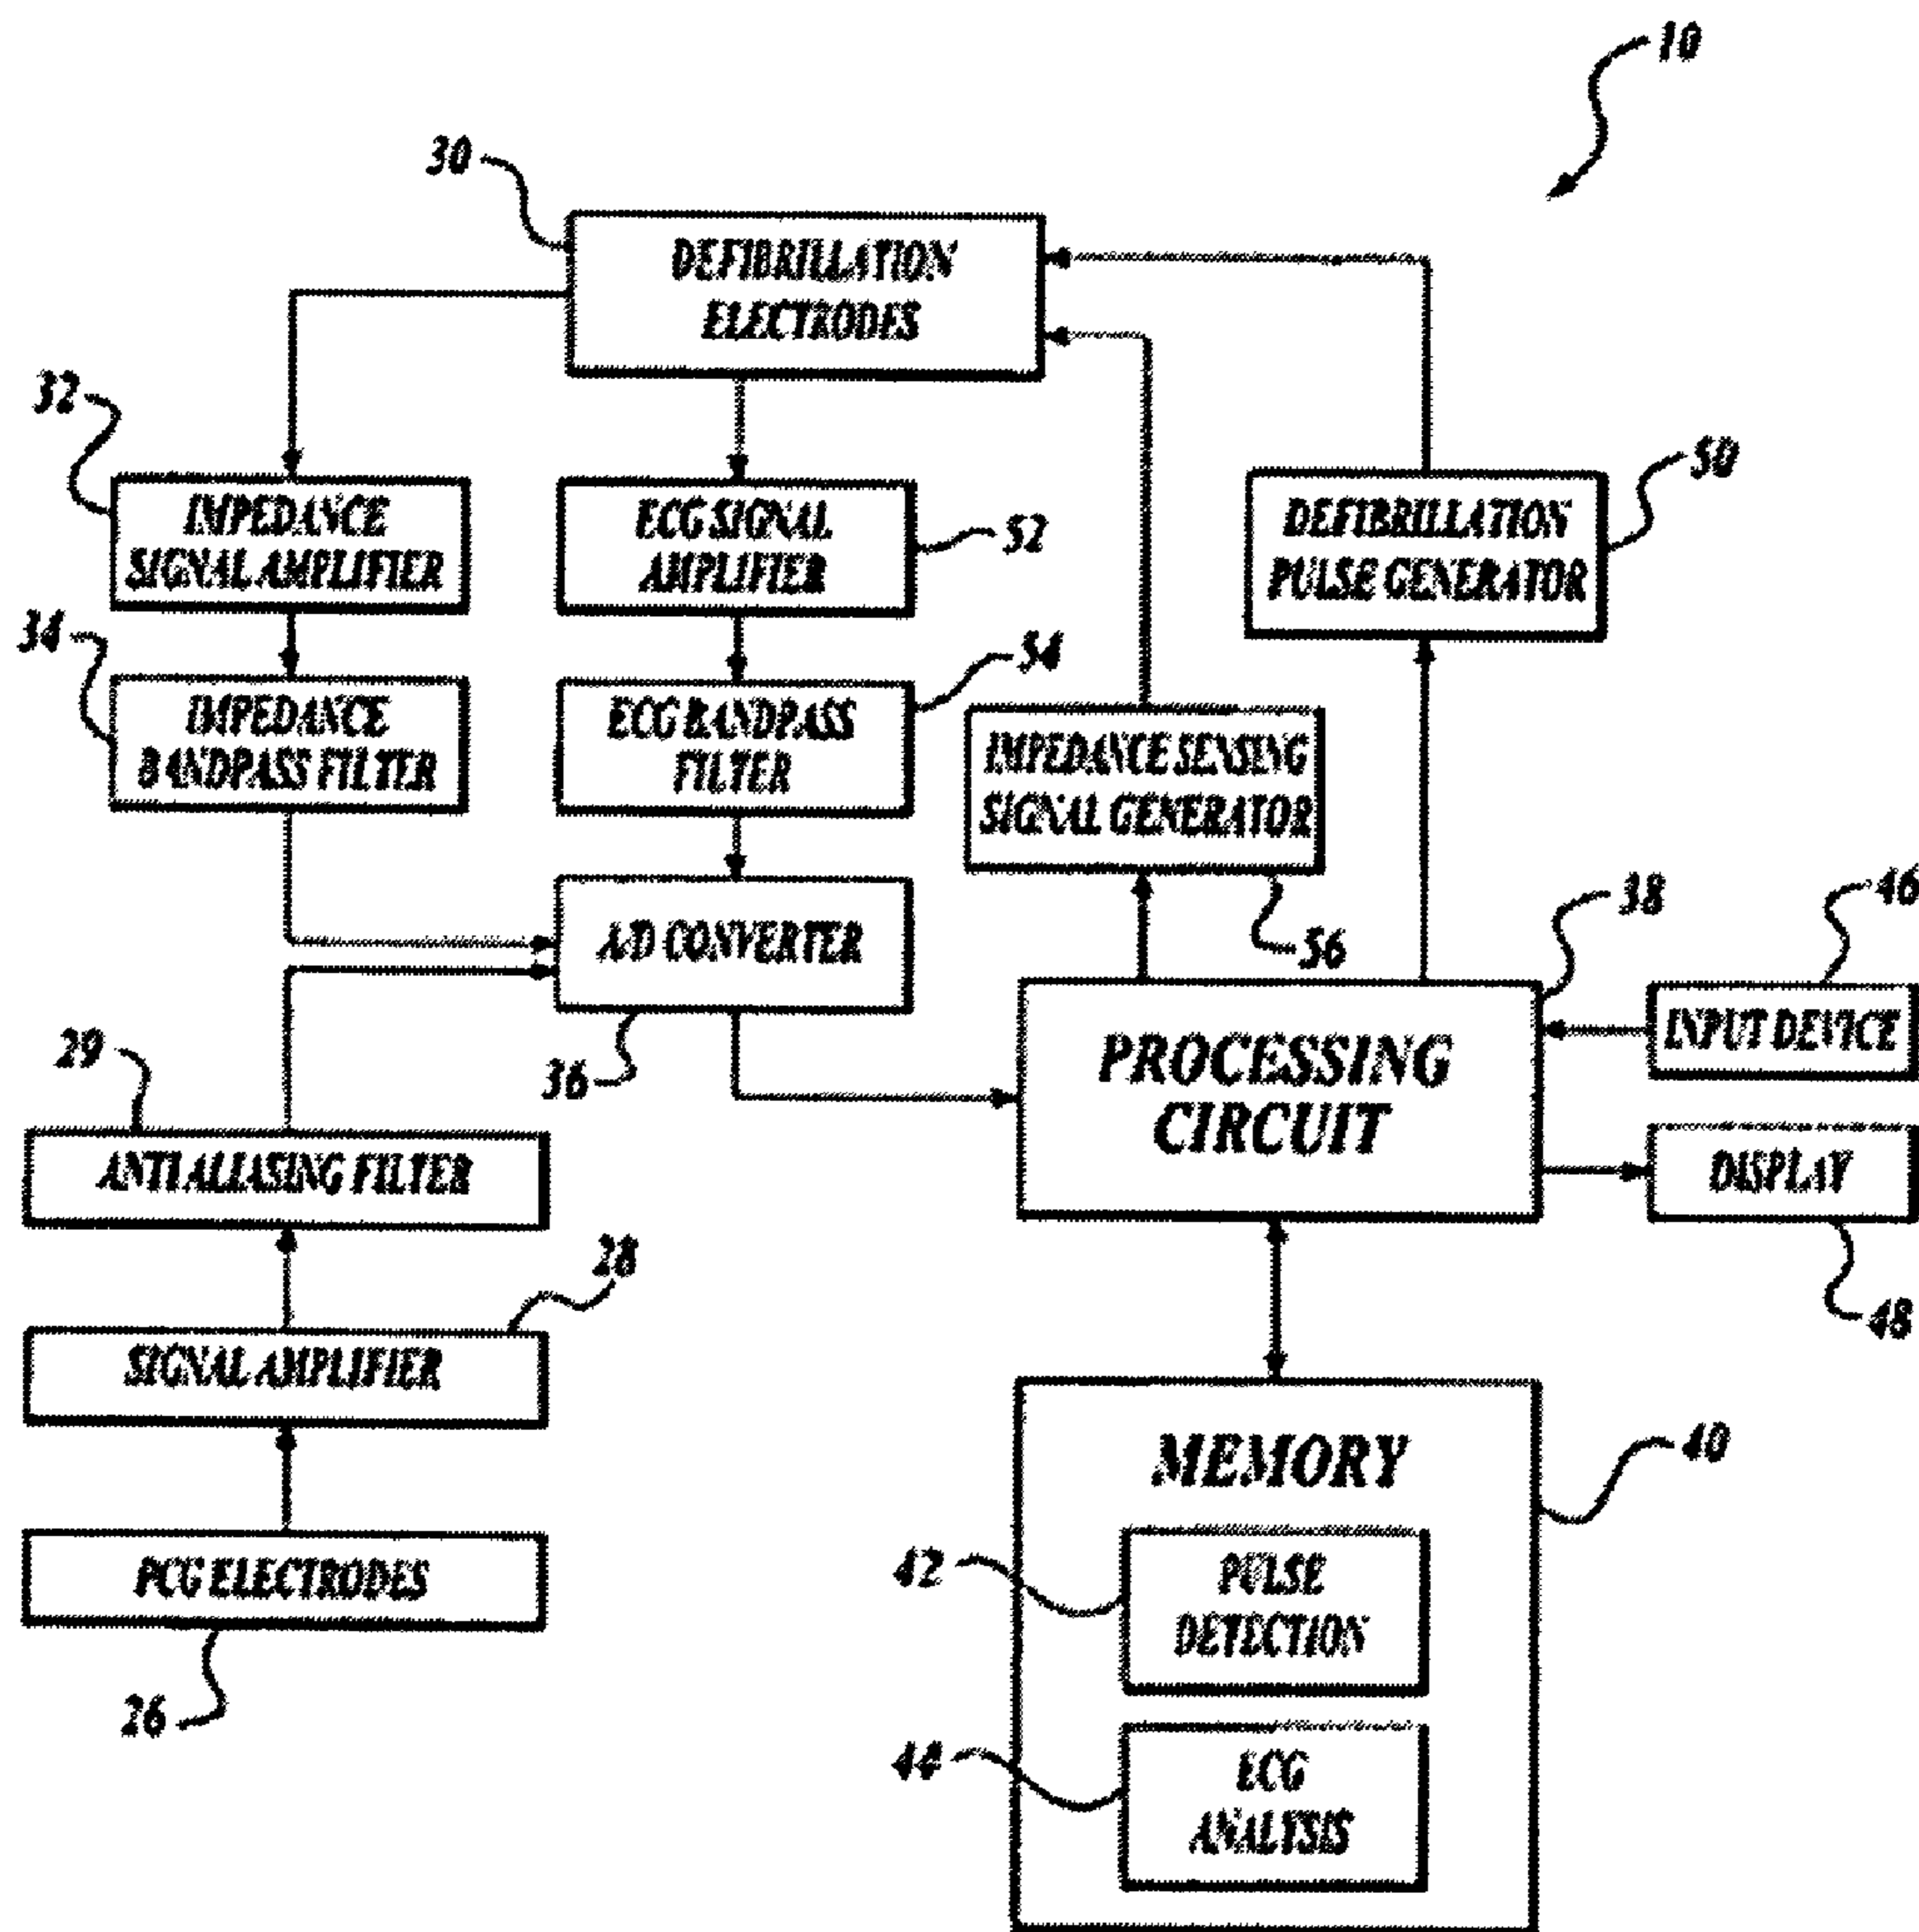 10
30
DEFIBRILLATION
ELECTRODES
32
IMPEDANCE
SIGNAL AMPLIFIER
ECG SIGNAL
AMPLIFIER
52
DEFIBRILLATION
PULSE GENERATOR
50
34
IMPEDANCE
BANDPASS FILTER
ECG BANDPASS
FILTER
54
IMPEDANCE SENSING
SIGNAL GENERATOR
56
A/D CONVERTER
36
38
46
PROCESSING
CIRCUIT
INPUT DEVICE
DISPLAY
48
29
ANTI ALIASING FILTER
28
SIGNAL AMPLIFIER
PCG ELECTRODES
26
MEMORY
40
42
PULSE
DETECTION
44
ECG
ANALYSIS